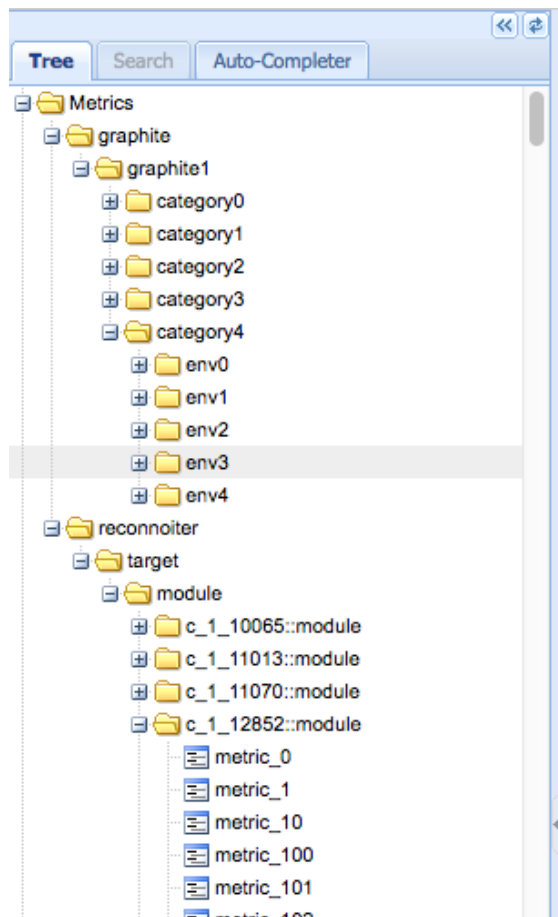 Tree Search Auto-Completer
Metrics
graphite
graphite1
category0
category1
category2
category3
category4
env0
env1
env2
env3
env4
reconnoiter
target
module
c_1_10065::module
c_1_11013::module
c_1_11070::module
c_1_12852::module
metric_0
metric_1
metric_10
metric_100
metric_101